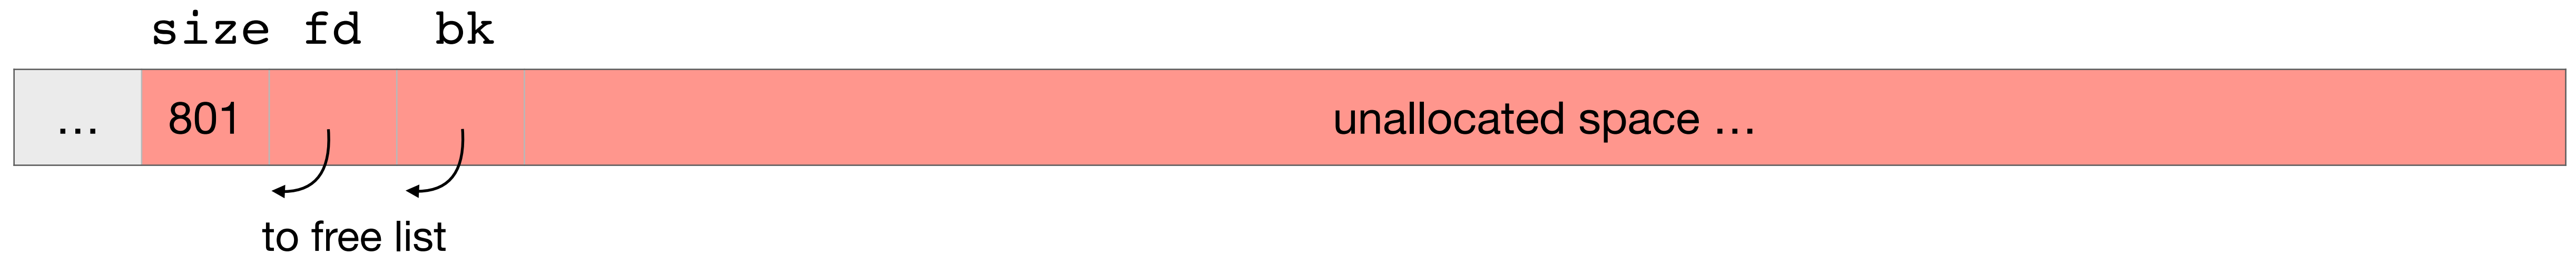 size fd bk
... 801 unallocated space ...
to free list